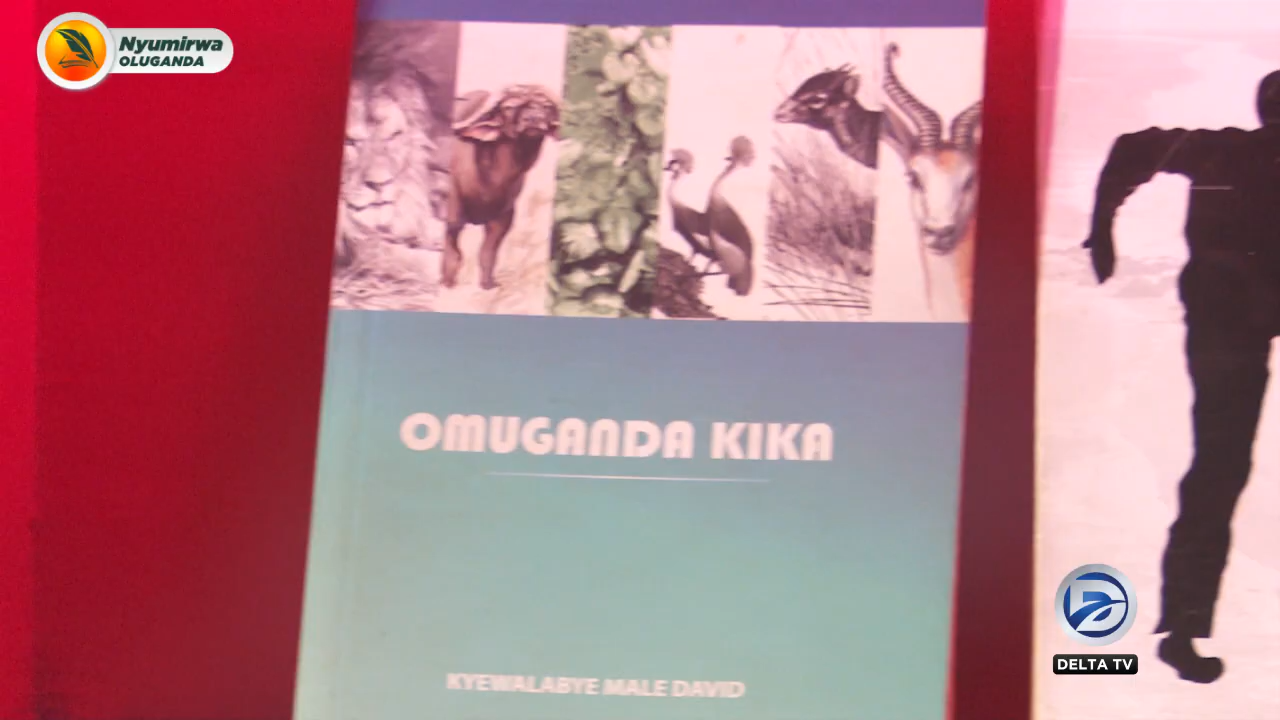 Nyumirwa
OLUGANDA
OMUGANDA KIKA
KYEWALABYE MALE DAVID
DELTA TV